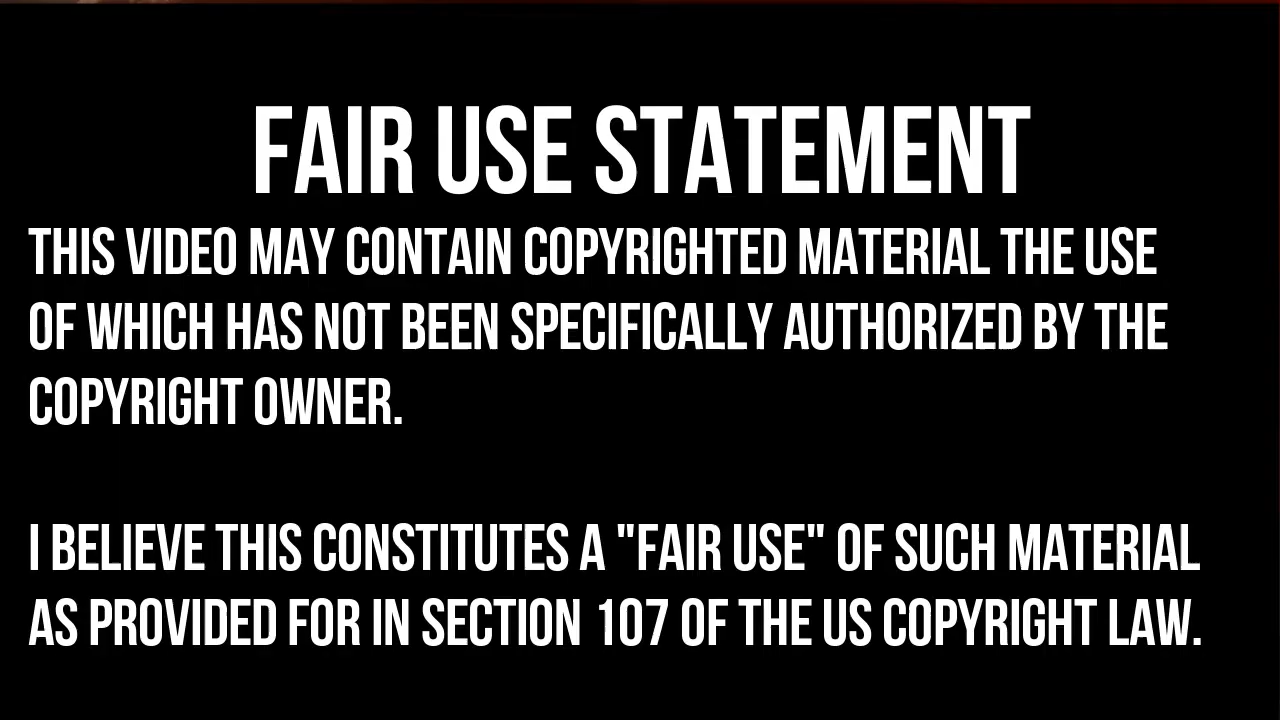 FAIR USE STATEMENT
THIS VIDEO MAY CONTAIN COPYRIGHTED MATERIAL THE USE
OF WHICH HAS NOT BEEN SPECIFICALLY AUTHORIZED BY THE
COPYRIGHT OWNER.
I BELIEVE THIS CONSTITUTES A "FAIR USE" OF SUCH MATERIAL
AS PROVIDED FOR IN SECTION 107 OF THE US COPYRIGHT LAW.